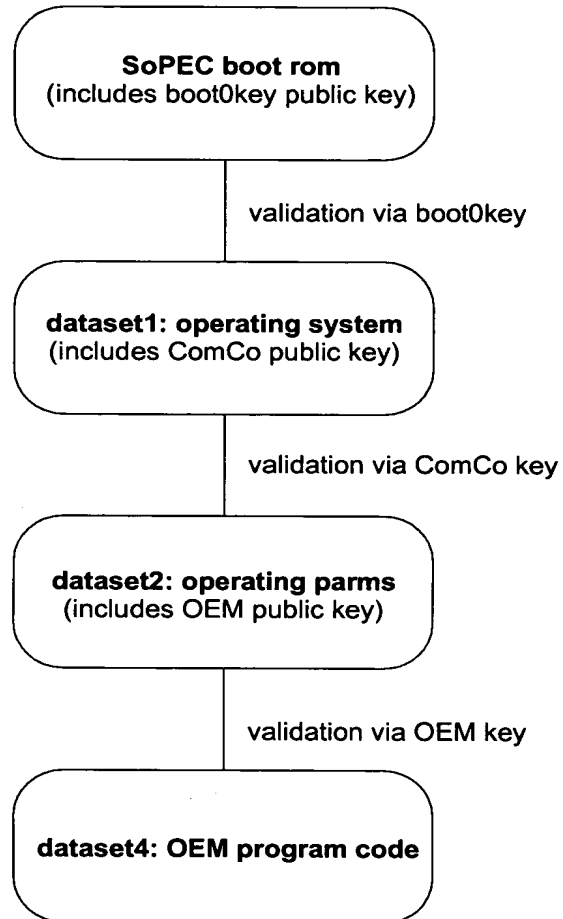 SoPEC boot rom
(includes boot0key public key)
validation via boot0key
dataset1: operating system
(includes ComCo public key)
validation via ComCo key
dataset2: operating parms
(includes OEM public key)
validation via OEM key
dataset4: OEM program code